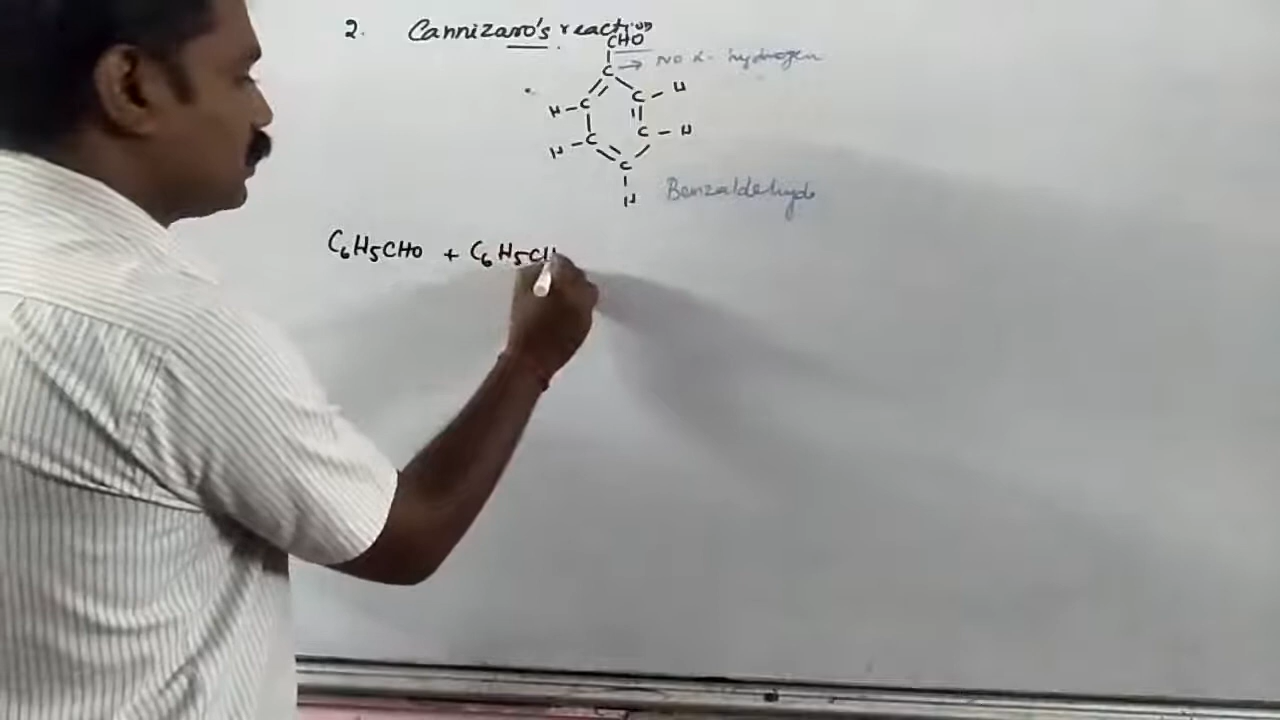 2. Cannizaro's reaction
CHO
C → No α-hydrogen
H-C C-H
H-C C-H
C
H Benzaldehyde
C6H5CHO + C6H5CH